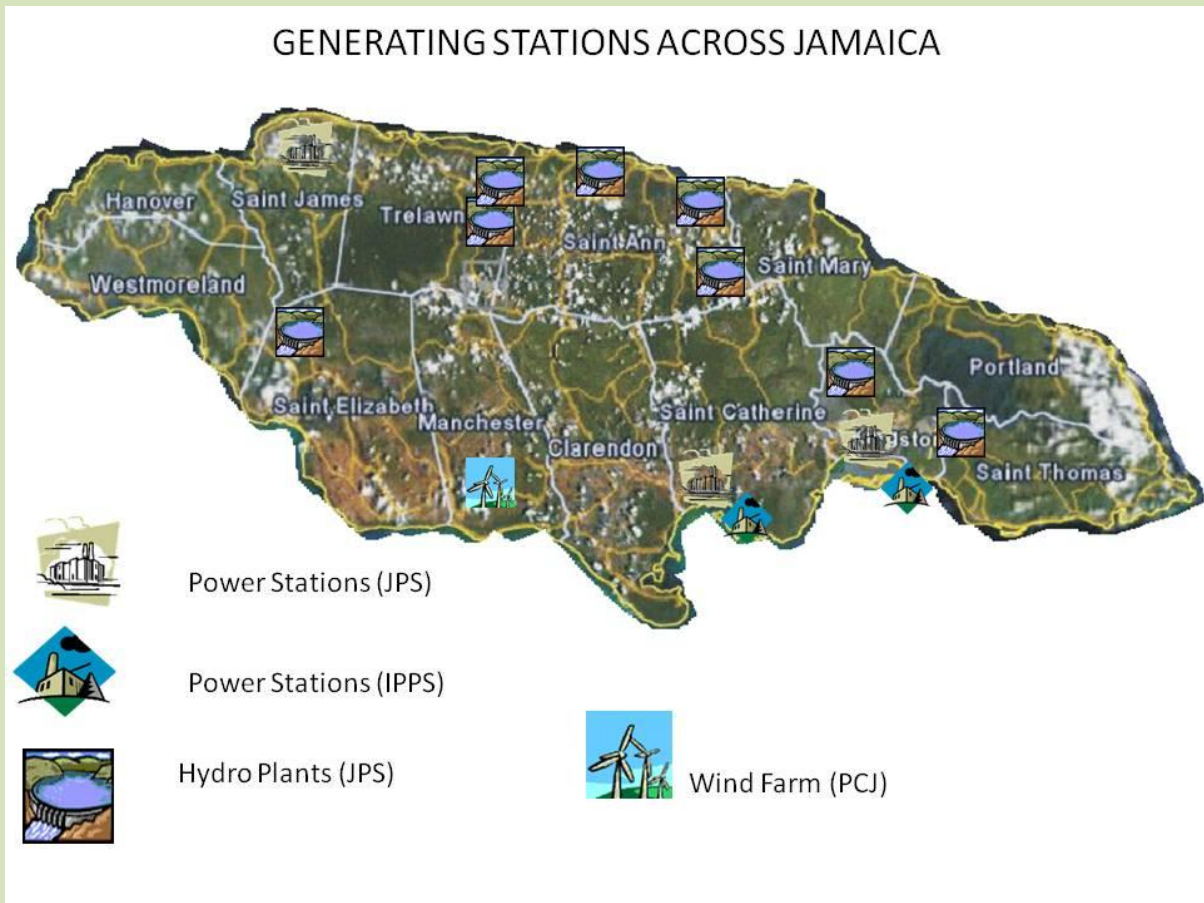 GENERATING STATIONS ACROSS JAMAICA
Hanover
Saint James
Trelawn
Saint Ann
Saint Mary
Westmoreland
Portland
Saint Elizabeth
Manchester
Saint Catherine
Clarendon
ston
Saint Thomas
Power Stations (JPS)
Power Stations (IPPS)
Hydro Plants (JPS)
Wind Farm (PCJ)